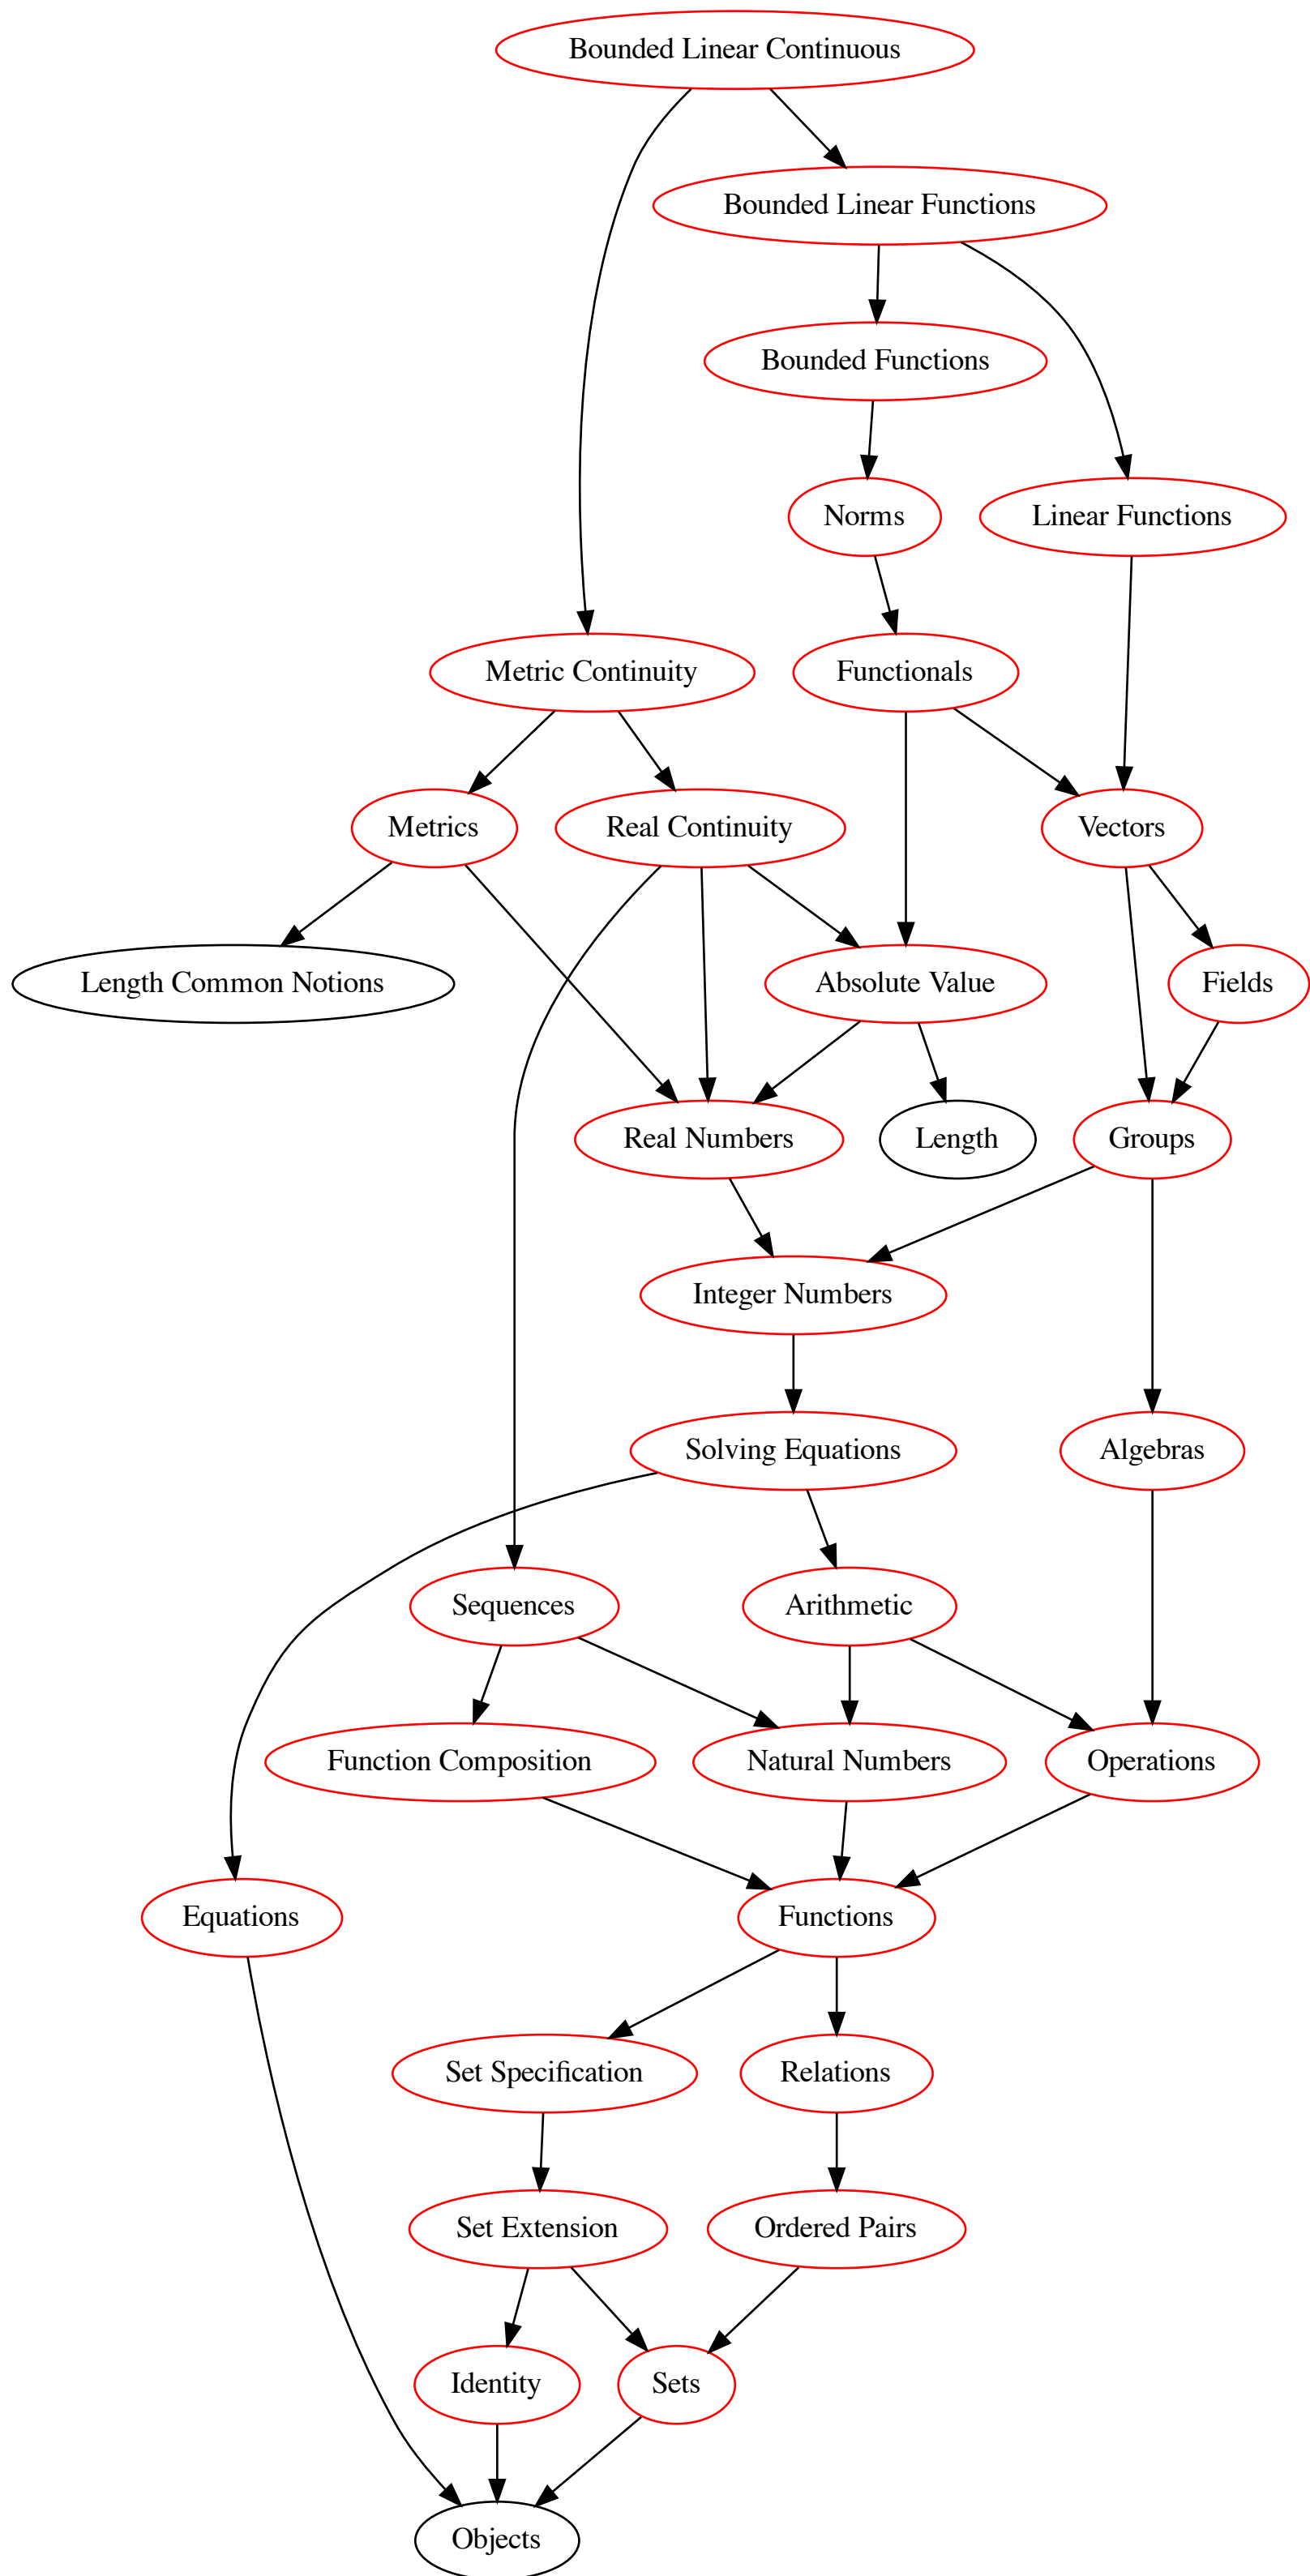 Bounded Linear Continuous
Bounded Linear Functions
Bounded Functions
Norms
Linear Functions
Metric Continuity
Functionals
Metrics
Real Continuity
Vectors
Length Common Notions
Absolute Value
Fields
Real Numbers
Length
Groups
Integer Numbers
Solving Equations
Algebras
Sequences
Arithmetic
Function Composition
Natural Numbers
Operations
Equations
Functions
Set Specification
Relations
Set Extension
Ordered Pairs
Identity
Sets
Objects